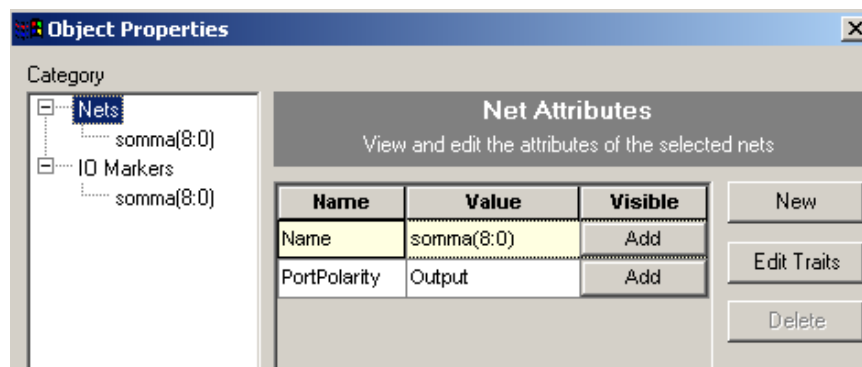 Object Properties
Category
Nets
somma(8:0)
IO Markers
somma(8:0)
Net Attributes
View and edit the attributes of the selected nets
Name Value Visible
Name somma(8:0) Add
PortPolarity Output Add
New
Edit Traits
Delete